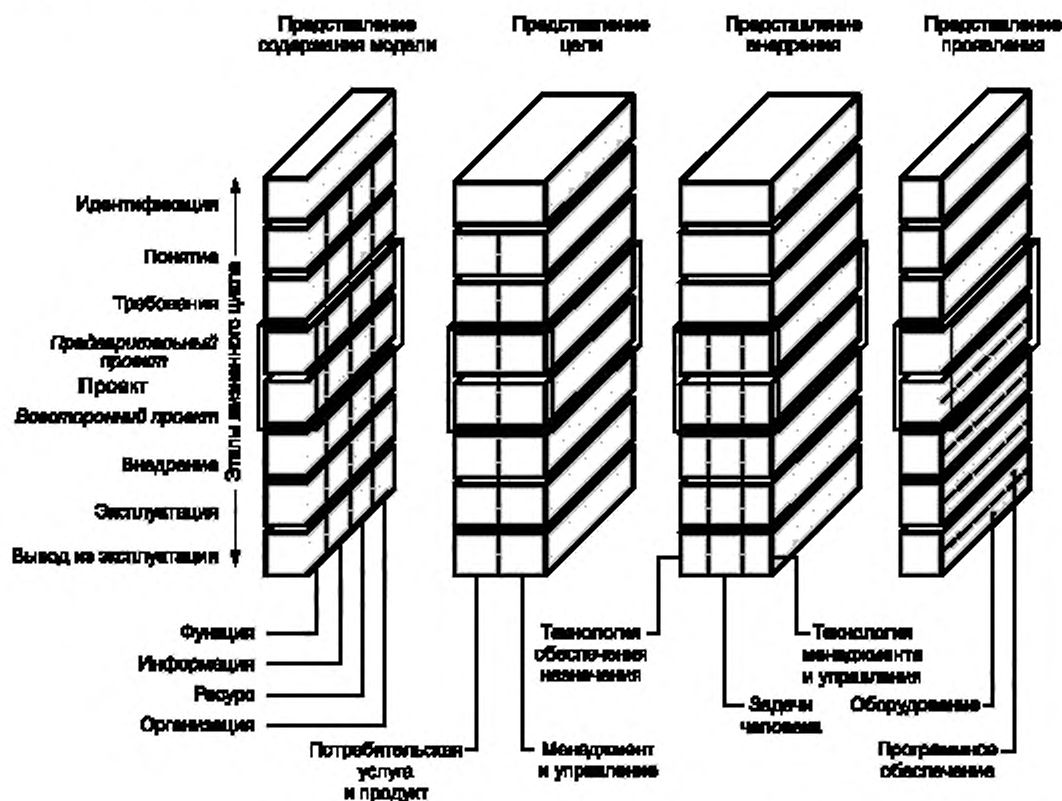 Представление
содержания модели
Представление
цели
Представление
внедрения
Представление
проявления
Этапы жизненного цикла
Идентификация
Понятие
Требования
Предварительный
проект
Проект
Всесторонний проект
Внедрение
Эксплуатация
Вывод из эксплуатации
Функция
Информация
Ресурс
Организация
Потребительская
услуга
и продукт
Менеджмент
и управление
Технология
обеспечения
назначения
Задачи
человека
Технология
менеджмента
и управления
Оборудование
Программное
обеспечение